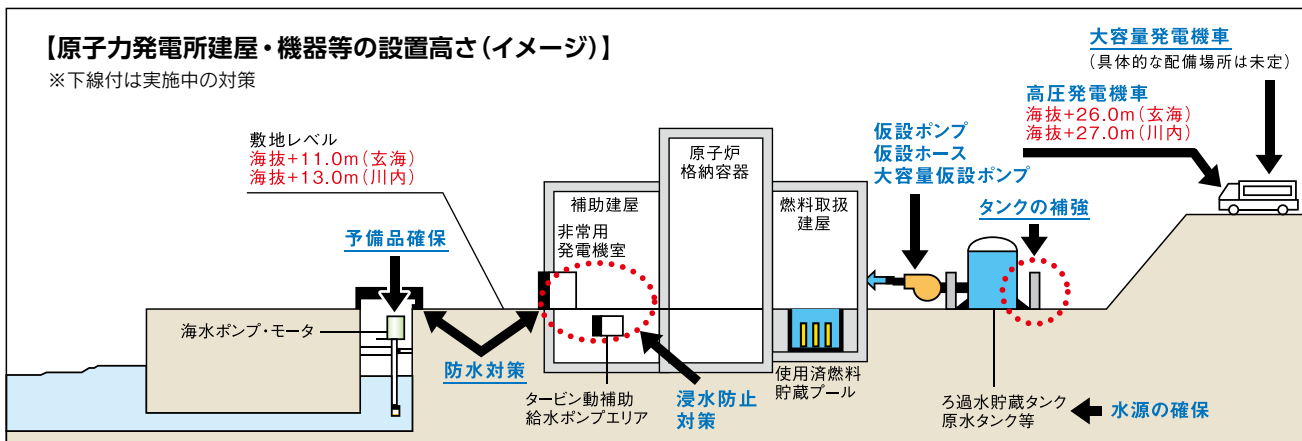 【原子力発電所建屋・機器等の設置高さ(イメージ)】
※下線付は実施中の対策
大容量発電機車
(具体的な配備場所は未定)
高圧発電機車
海抜+26.0m(玄海)
海抜+27.0m(川内)
敷地レベル
海抜+11.0m(玄海)
海抜+13.0m(川内)
仮設ポンプ
仮設ホース
大容量仮設ポンプ
原子炉
格納容器
補助建屋
燃料取扱
建屋
タンクの補強
非常用
発電機室
予備品確保
海水ポンプ・モータ
防水対策
タービン動補助
給水ポンプエリア
浸水防止
対策
使用済燃料
貯蔵プール
ろ過水貯蔵タンク
原水タンク等
水源の確保